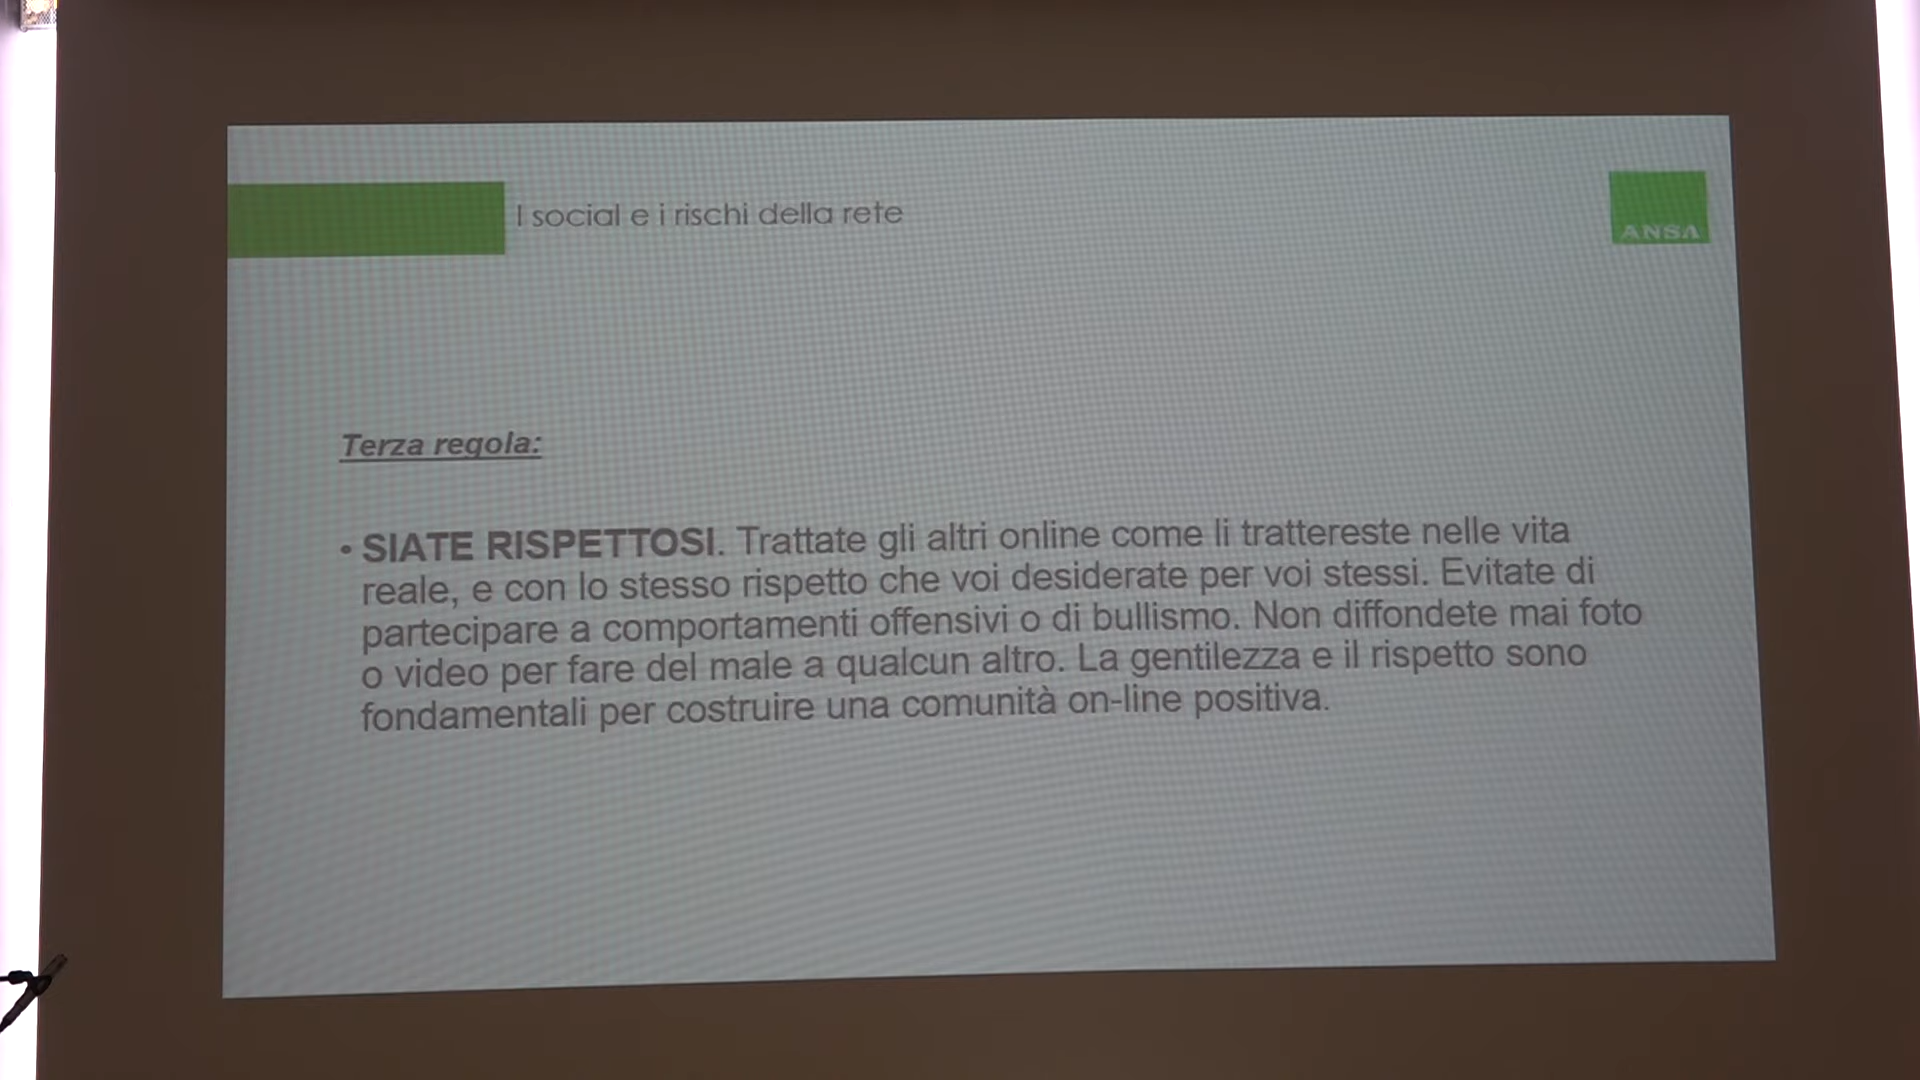 I social e i rischi della rete
ANSA
Terza regola:
• SIATE RISPETTOSI. Trattate gli altri online come li trattereste nelle vita
reale, e con lo stesso rispetto che voi desiderate per voi stessi. Evitate di
partecipare a comportamenti offensivi o di bullismo. Non diffondete mai foto
o video per fare del male a qualcun altro. La gentilezza e il rispetto sono
fondamentali per costruire una comunità on-line positiva.